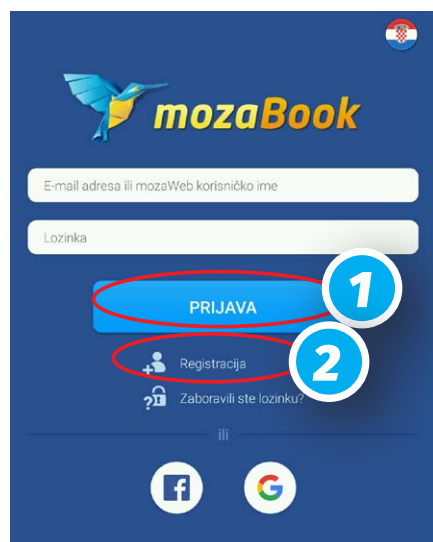 mozaBook
E-mail adresa ili mozaWeb korisničko ime
Lozinka
PRIJAVA
1
Registracija
2
Zaboravili ste lozinku?
ili